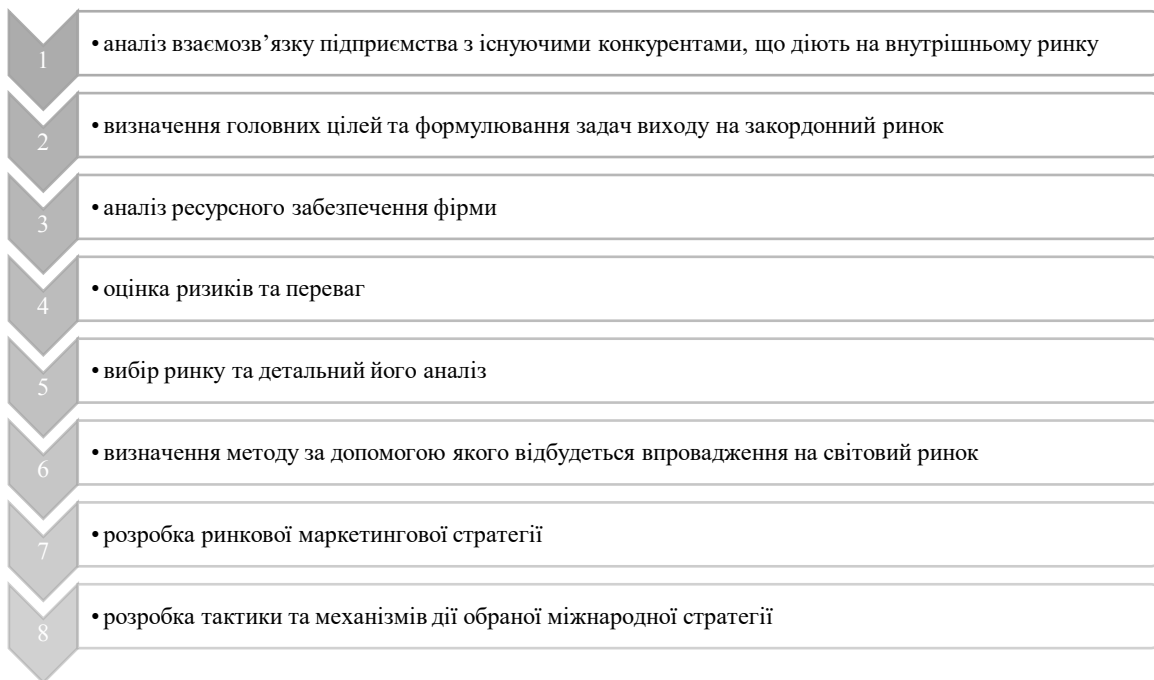 1
• аналіз взаємозв’язку підприємства з існуючими конкурентами, що діють на внутрішньому ринку
2
• визначення головних цілей та формулювання задач виходу на закордонний ринок
3
• аналіз ресурсного забезпечення фірми
4
• оцінка ризиків та переваг
5
• вибір ринку та детальний його аналіз
6
• визначення методу за допомогою якого відбудеться впровадження на світовий ринок
7
• розробка ринкової маркетингової стратегії
8
• розробка тактики та механізмів дії обраної міжнародної стратегії